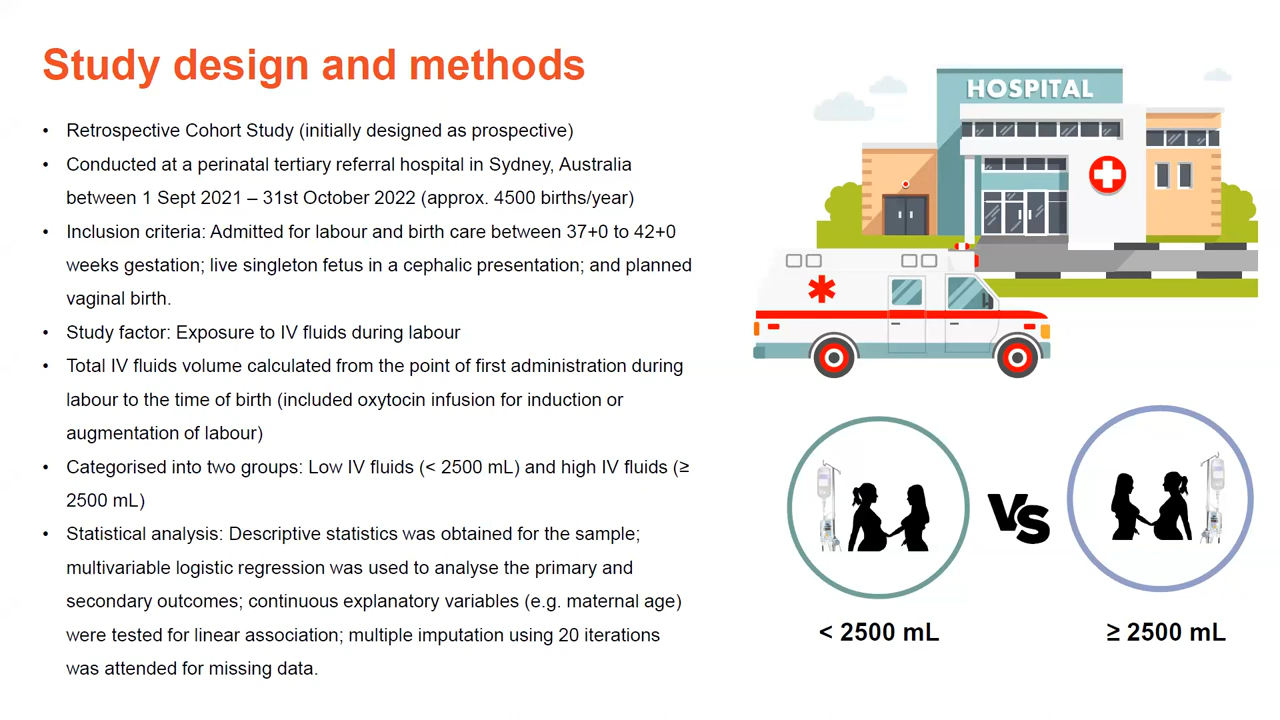 Study design and methods
• Retrospective Cohort Study (initially designed as prospective)
• Conducted at a perinatal tertiary referral hospital in Sydney, Australia
between 1 Sept 2021 – 31st October 2022 (approx. 4500 births/year)
• Inclusion criteria: Admitted for labour and birth care between 37+0 to 42+0
weeks gestation; live singleton fetus in a cephalic presentation; and planned
vaginal birth.
• Study factor: Exposure to IV fluids during labour
• Total IV fluids volume calculated from the point of first administration during
labour to the time of birth (included oxytocin infusion for induction or
augmentation of labour)
• Categorised into two groups: Low IV fluids (< 2500 mL) and high IV fluids (≥
2500 mL)
• Statistical analysis: Descriptive statistics was obtained for the sample;
multivariable logistic regression was used to analyse the primary and
secondary outcomes; continuous explanatory variables (e.g. maternal age)
were tested for linear association; multiple imputation using 20 iterations
was attended for missing data.
HOSPITAL
VS
< 2500 mL
≥ 2500 mL